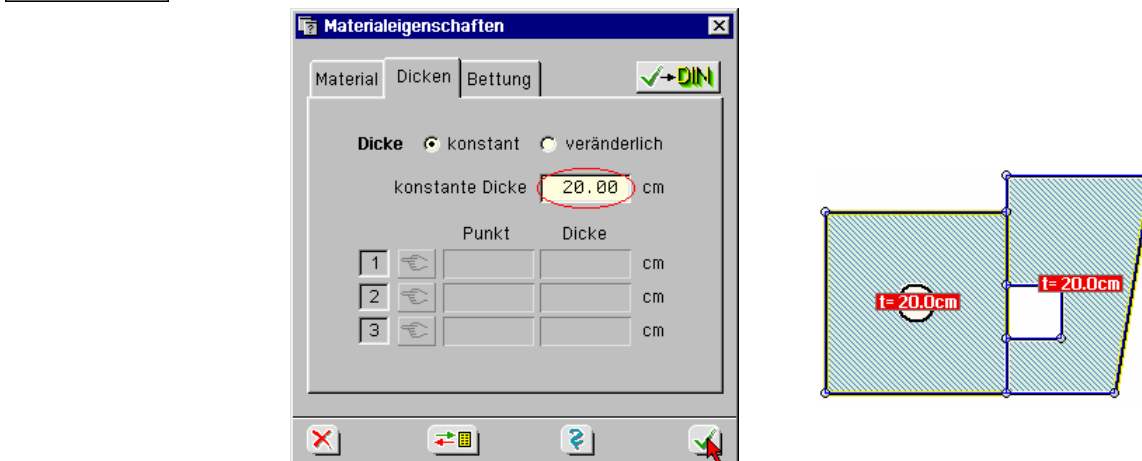 Materialeigenschaften
Material Dicken Bettung DIN
Dicke konstant veränderlich
konstante Dicke 20.00 cm
Punkt Dicke
1 cm
2 cm
3 cm
t= 20.0cm
t= 20.0cm